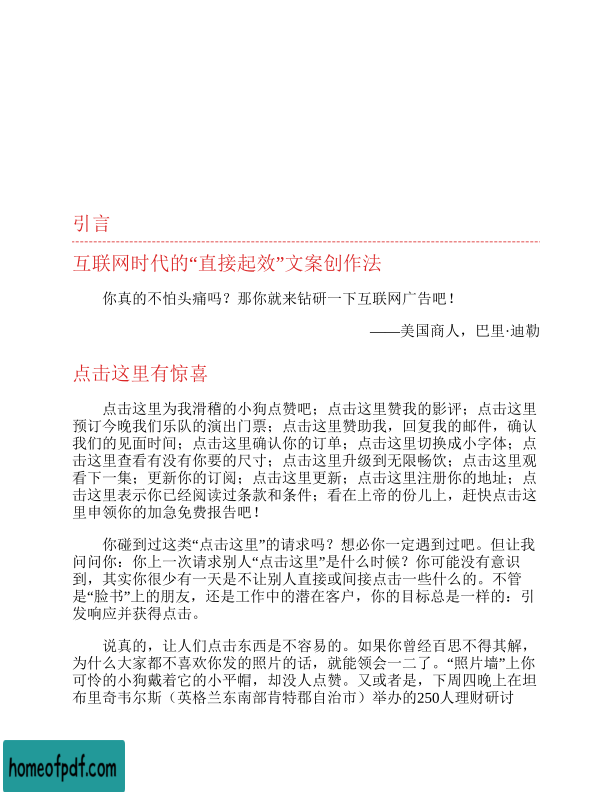 引言
互联网时代的“直接起效”文案创作法
你真的不怕头痛吗？那你就来钻研一下互联网广告吧！
——美国商人，巴里·迪勒
点击这里有惊喜
点击这里为我滑稽的小狗点赞吧；点击这里赞我的影评；点击这里
预订今晚我们乐队的演出门票；点击这里赞助我，回复我的邮件，确认
我们的见面时间；点击这里确认你的订单；点击这里切换成小字体；点
击这里查看有没有你要的尺寸；点击这里升级到无限畅饮；点击这里观
看下一集；更新你的订阅；点击这里更新；点击这里注册你的地址；点
击这里表示你已经阅读过条款和条件；看在上帝的份儿上，赶快点击这
里申领你的加急免费报告吧！
你碰到过这类“点击这里”的请求吗？想必你一定遇到过吧。但让我
问问你：你上一次请求别人“点击这里”是什么时候？你可能没有意识
到，其实你很少有一天是不让别人直接或间接点击一些什么的。不管
是“脸书”上的朋友，还是工作中的潜在客户，你的目标总是一样的：引
发响应并获得点击。
说真的，让人们点击东西是不容易的。如果你曾经百思不得其解，
为什么大家都不喜欢你发的照片的话，就能领会一二了。“照片墙”上你
可怜的小狗戴着它的小平帽，却没人点赞。又或者是，下周四晚上在坦
布里奇韦尔斯（英格兰东南部肯特郡自治市）举办的250人理财研讨
homeofpdf.com